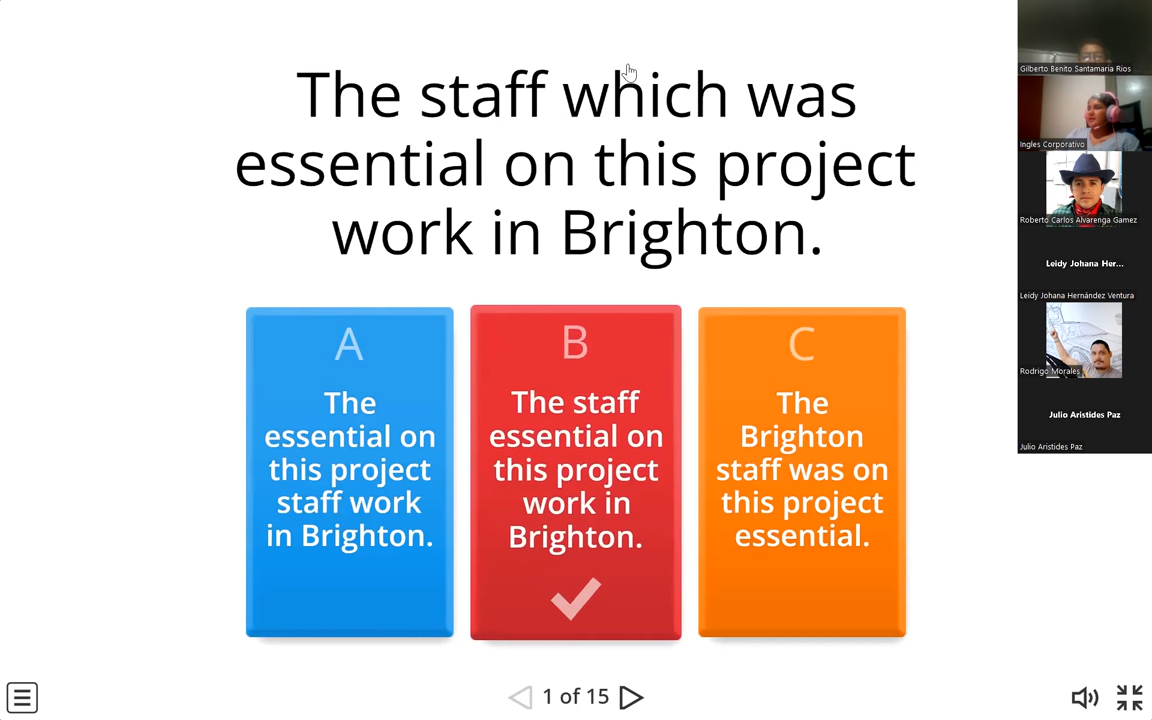 The staff which was
essential on this project
work in Brighton.
A
The
essential on
this project
staff work
in Brighton.
B
The staff
essential on
this project
work in
Brighton.
C
The
Brighton
staff was on
this project
essential.
1 of 15
Gilberto Benito Santamaria Rios
Ingles Corporativo
Roberto Carlos Alvarenga Gamez
Leidy Johana Her...
Leidy Johana Hernández Ventura
Rodrigo Morales
Julio Aristides Paz
Julio Aristides Paz